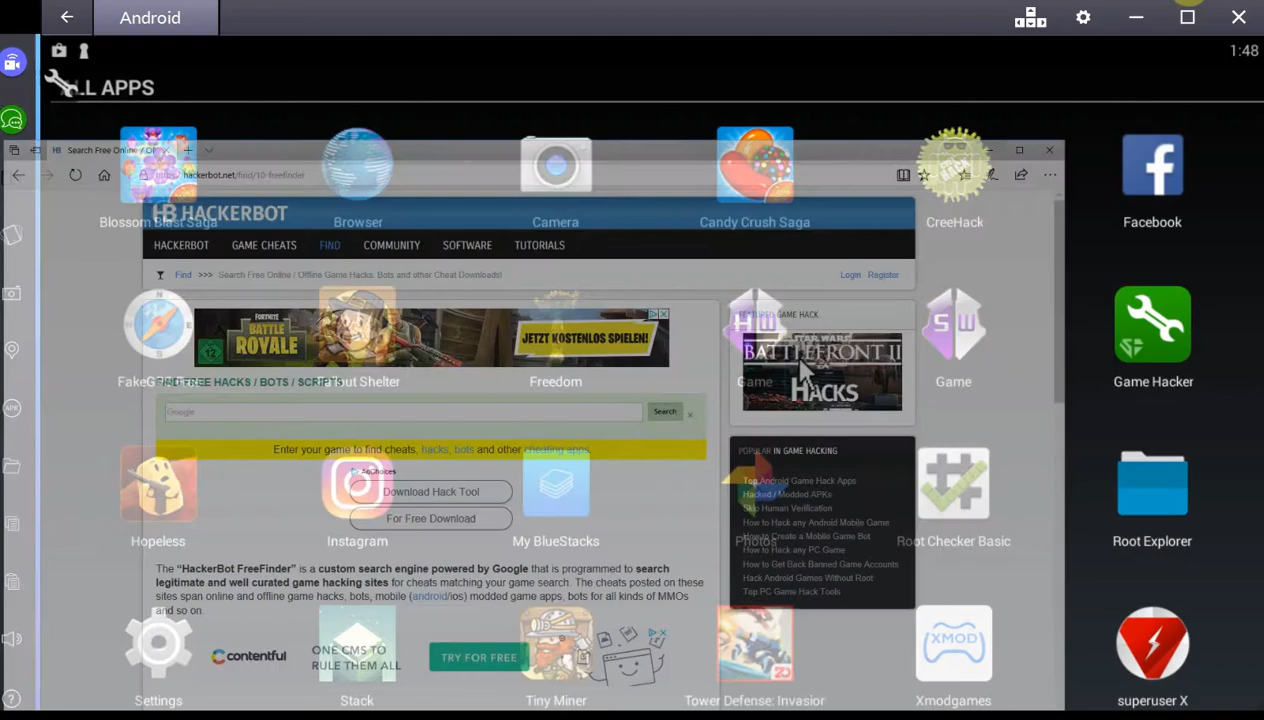 Android
1:48
ALL APPS
HB Search Free Online / Of
hackerbot.net/find/10-freefinder
Blossom Blast Saga
Browser
Camera
Candy Crush Saga
CreeHack
Facebook
HB HACKERBOT
HACKERBOT GAME CHEATS FIND COMMUNITY SOFTWARE TUTORIALS
Find >>> Search Free Online / Offline Game Hacks, Bots and other Cheat Downloads!
Login Register
FORTNITE
BATTLE
ROYALE
12
JETZT KOSTENLOS SPIELEN!
FEATURED GAME HACK
STAR WARS
BATTLEFRONT II
HACKS
N
HW
SW
Fallout Shelter
Freedom
Game
Game
Game Hacker
FIND FREE HACKS / BOTS / SCRIPTS
Google
Search
Enter your game to find cheats, hacks, bots and other cheating apps.
AdChoices
Download Hack Tool
For Free Download
POPULAR IN GAME HACKING
Top Android Game Hack Apps
Hacked / Modded APKs
Skip Human Verification
How to Hack any Android Mobile Game
How to Create a Mobile Game Bot
How to Hack any PC Game
How to Get Back Banned Game Accounts
Hack Android Games Without Root
Top PC Game Hack Tools
Hopeless
Instagram
My BlueStacks
Photos
Root Checker Basic
Root Explorer
The "HackerBot FreeFinder" is a custom search engine powered by Google that is programmed to search
legitimate and well curated game hacking sites for cheats matching your game search. The cheats posted on these
sites span online and offline game hacks, bots, mobile (android/ios) modded game apps, bots for all kinds of MMOs
and so on.
contentful
ONE CMS TO
RULE THEM ALL
TRY FOR FREE
XMOD
Settings
Stack
Tiny Miner
Tower Defense: Invasion
Xmodgames
superuser X